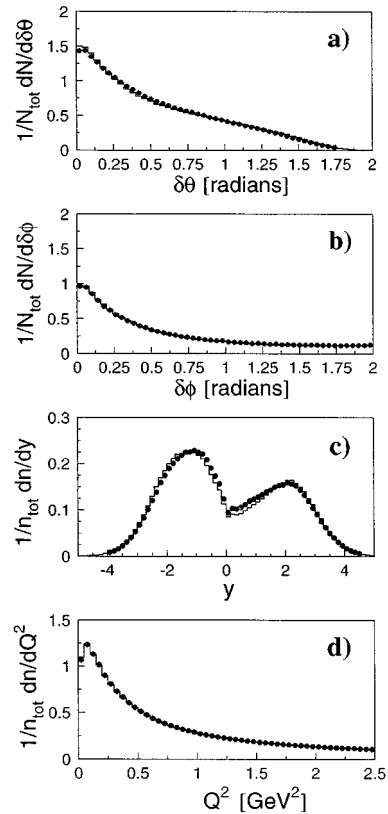 a)
1/N_tot dN/dδθ
2
1.5
1
0.5
0
0 0.25 0.5 0.75 1 1.25 1.5 1.75 2
δθ [radians]
b)
1/N_tot dN/dδϕ
2
1.5
1
0.5
0
0 0.25 0.5 0.75 1 1.25 1.5 1.75 2
δϕ [radians]
c)
1/n_tot dn/dy
0.3
0.2
0.1
0
-4 -2 0 2 4
y
d)
1/n_tot dn/dQ²
1.5
1
0.5
0
0 0.5 1 1.5 2 2.5
Q² [GeV²]